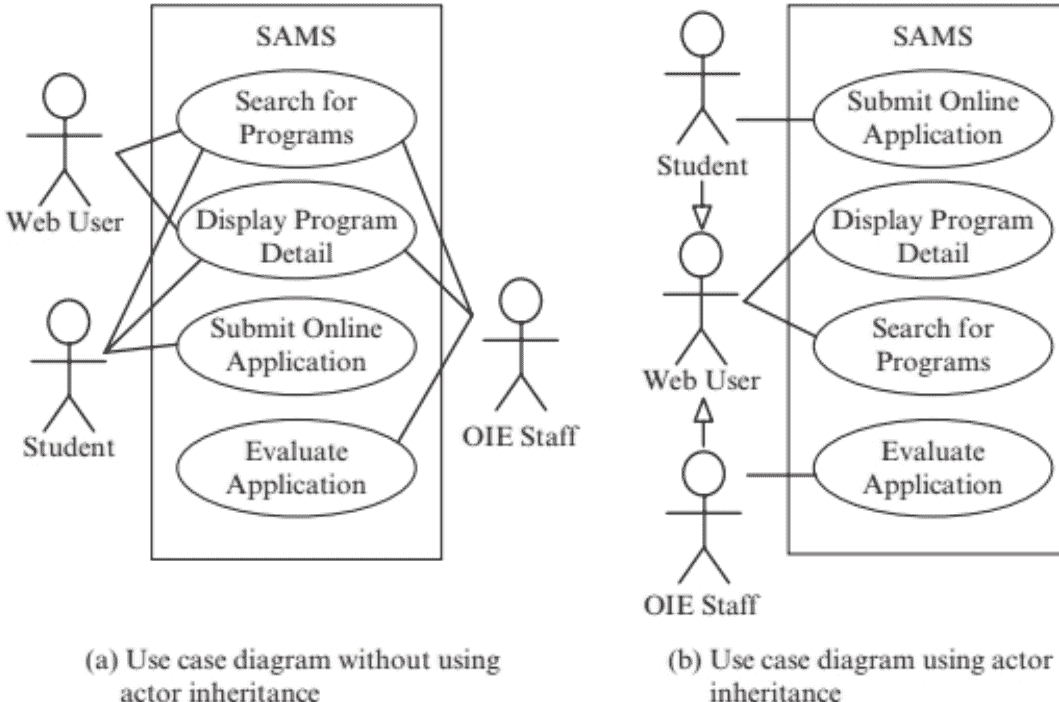 SAMS
Search for
Programs
Web User
Display Program
Detail
Submit Online
Application
Student
OIE Staff
Evaluate
Application
(a) Use case diagram without using
actor inheritance
SAMS
Submit Online
Application
Student
Display Program
Detail
Search for
Programs
Web User
Evaluate
Application
OIE Staff
(b) Use case diagram using actor
inheritance